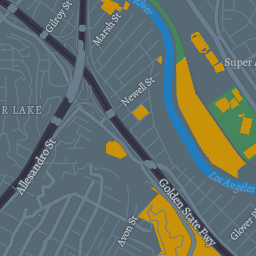 Gilroy St
Marsh St
River
Super A
Newell St
R LAKE
Allesandro St
Los Angeles
Golden State Fwy
Avon St
Glover Pl